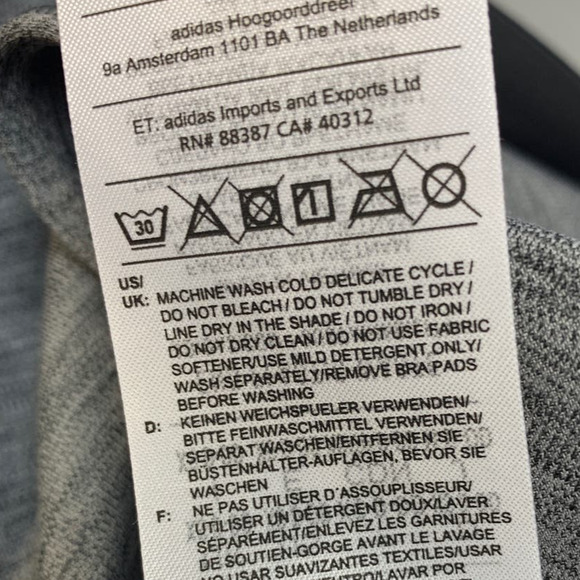 adidas Hoogoorddreef
9a Amsterdam 1101 BA The Netherlands
ET: adidas Imports and Exports Ltd
RN# 88387 CA# 40312
30
US/
UK: MACHINE WASH COLD DELICATE CYCLE /
DO NOT BLEACH / DO NOT TUMBLE DRY /
LINE DRY IN THE SHADE / DO NOT IRON /
DO NOT DRY CLEAN / DO NOT USE FABRIC
SOFTENER/USE MILD DETERGENT ONLY/
WASH SEPARATELY/REMOVE BRA PADS
BEFORE WASHING
D: KEINEN WEICHSPUELER VERWENDEN/
BITTE FEINWASCHMITTEL VERWENDEN/
SEPARAT WASCHEN/ENTFERNEN SIE
BÜSTENHALTER-AUFLAGEN, BEVOR SIE
WASCHEN
F: NE PAS UTILISER D´ASSOUPLISSEUR/
UTILISER UN DÉTERGENT DOUX/LAVER
SÉPARÉMENT/ENLEVEZ LES GARNITURES
DE SOUTIEN-GORGE AVANT LE LAVAGE
NO USAR SUAVIZANTES TEXTILES/USAR